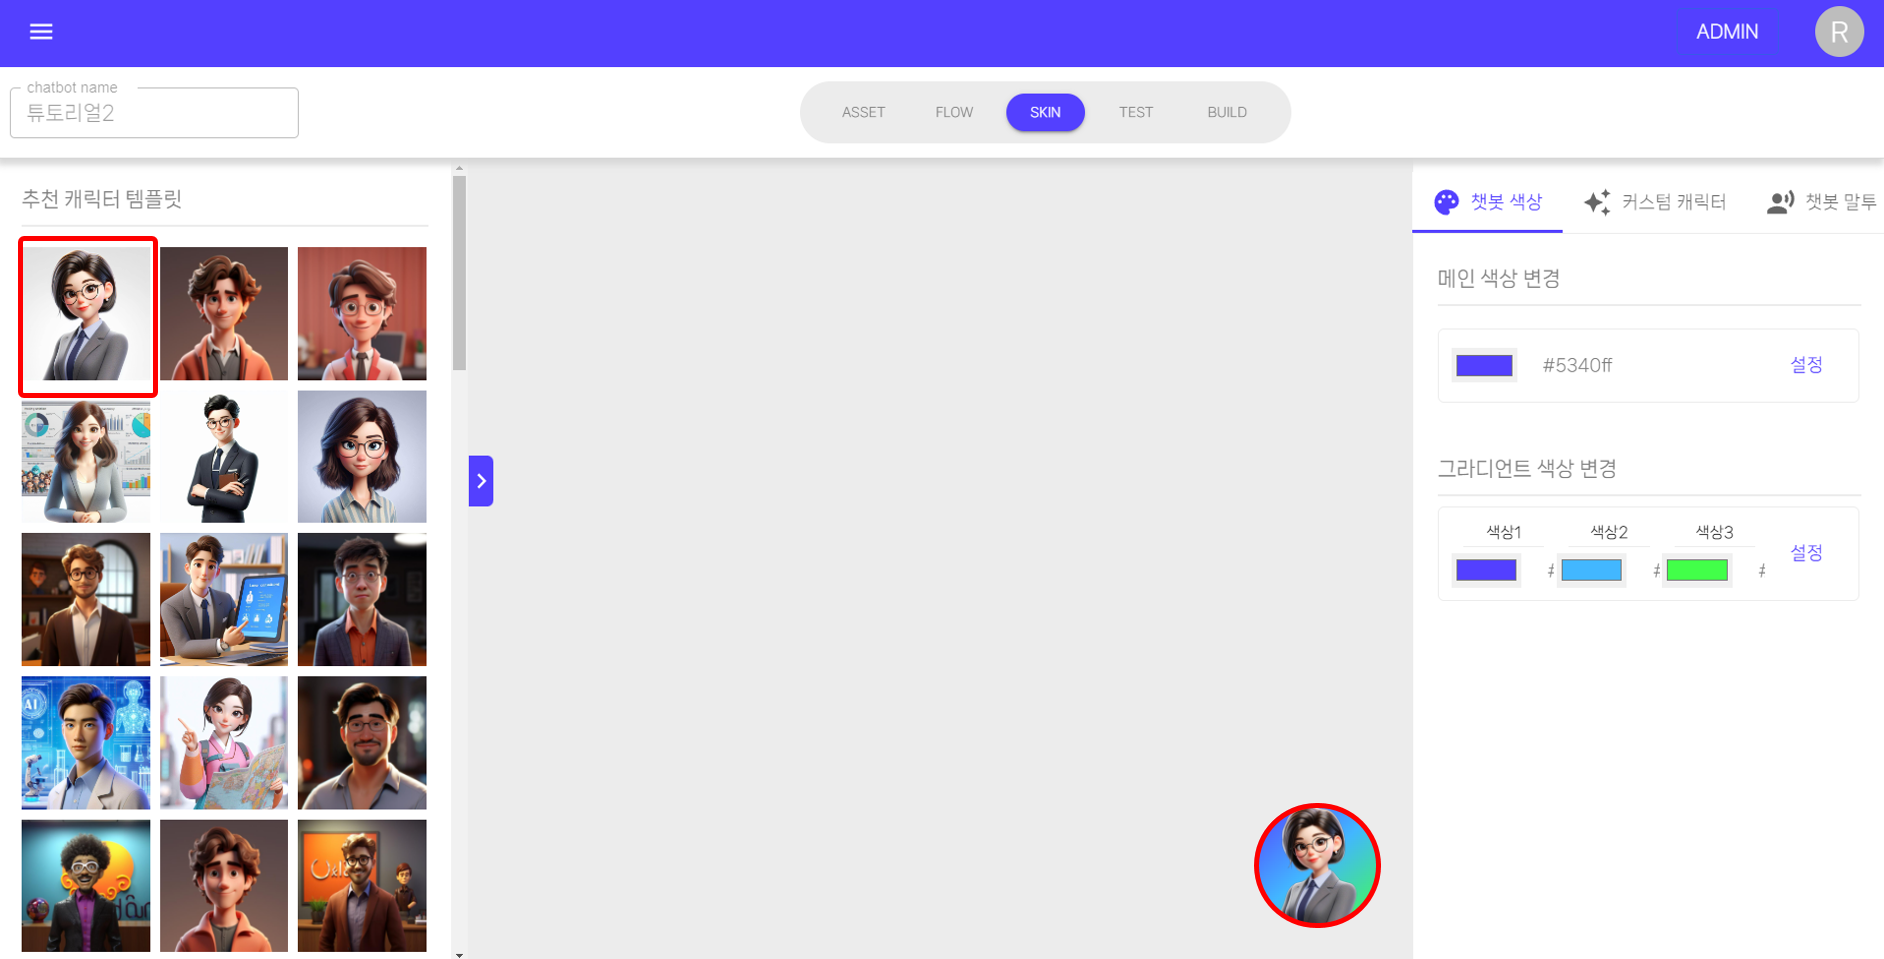 ADMIN
R
chatbot name
튜토리얼2
ASSET
FLOW
SKIN
TEST
BUILD
추천 캐릭터 템플릿
챗봇 색상
커스텀 캐릭터
챗봇 말투
메인 색상 변경
#5340ff
설정
그라디언트 색상 변경
색상1
색상2
색상3
#
#
#
설정
AI